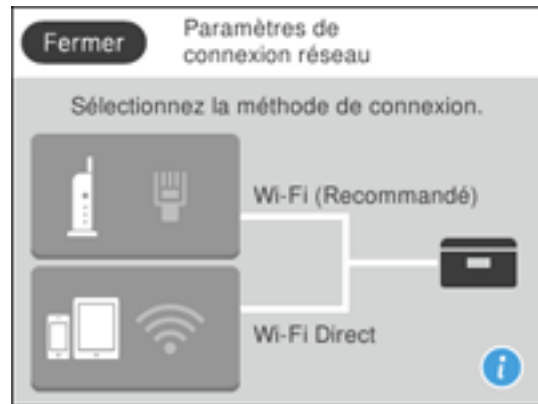 Fermer
Paramètres de
connexion réseau
Sélectionnez la méthode de connexion.
Wi-Fi (Recommandé)
Wi-Fi Direct
i